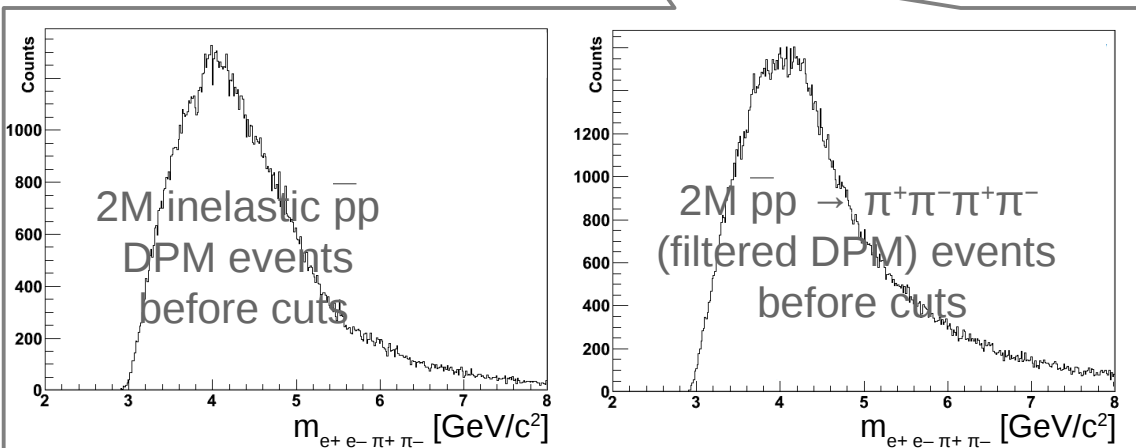 Counts
1000
800
600
400
200
0
2 3 4 5 6 7 8
m e+ e– π+ π– [GeV/c²]
2M inelastic p̅p
DPM events
before cuts
Counts
1200
1000
800
600
400
200
0
2 3 4 5 6 7 8
m e+ e– π+ π– [GeV/c²]
2M p̅p → π⁺π⁻π⁺π⁻
(filtered DPM) events
before cuts